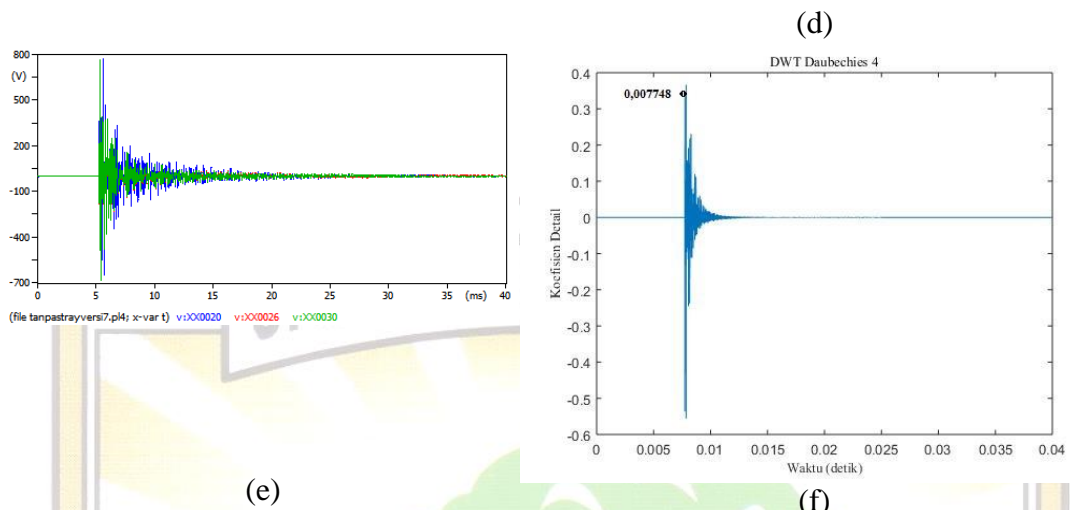 (d)
800
(V)
500
200
-100
-400
-700
0 5 10 15 20 25 30 35 (ms) 40
(file tanpastrayversi7.pl4; x-var t) v:XX0020 v:XX0026 v:XX0030
(e)
DWT Daubechies 4
0.4
0,007748
0.3
0.2
0.1
0
-0.1
-0.2
-0.3
-0.4
-0.5
-0.6
Koefisien Detail
0 0.005 0.01 0.015 0.02 0.025 0.03 0.035 0.04
Waktu (detik)
(f)